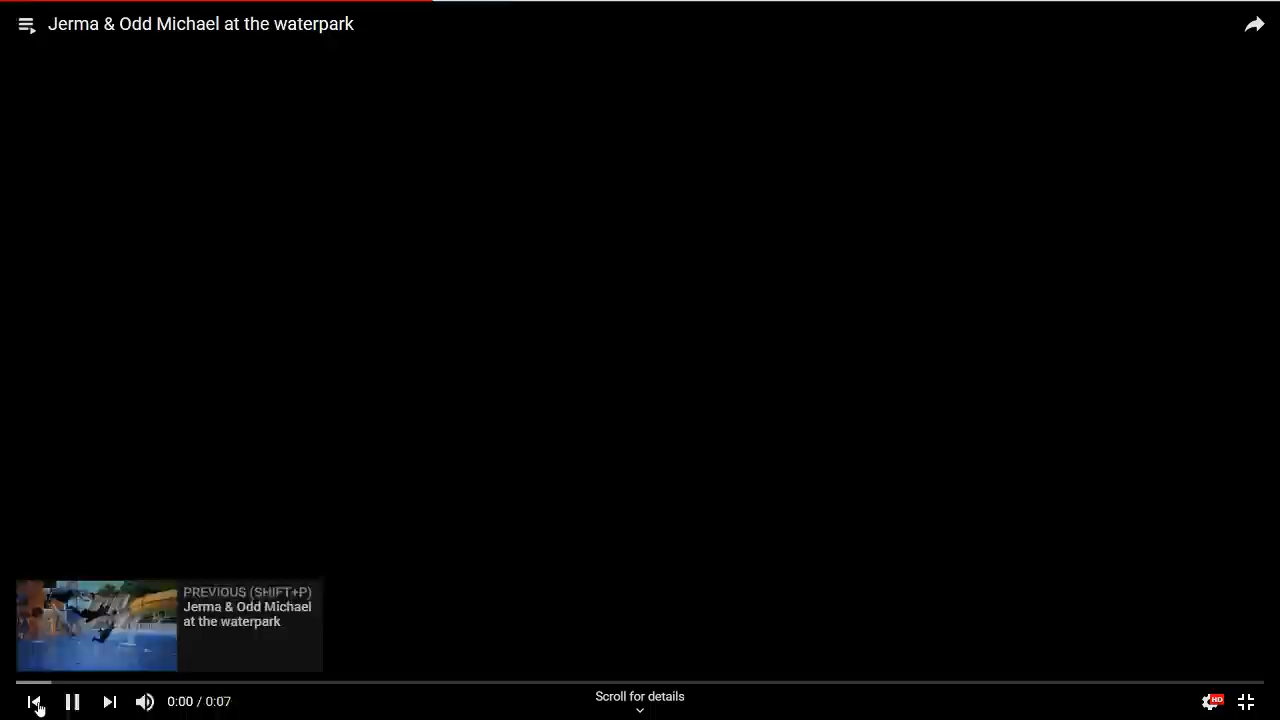 Jerma & Odd Michael at the waterpark
PREVIOUS (SHIFT+P)
Jerma & Odd Michael
at the waterpark
0:00 / 0:07
Scroll for details
HD